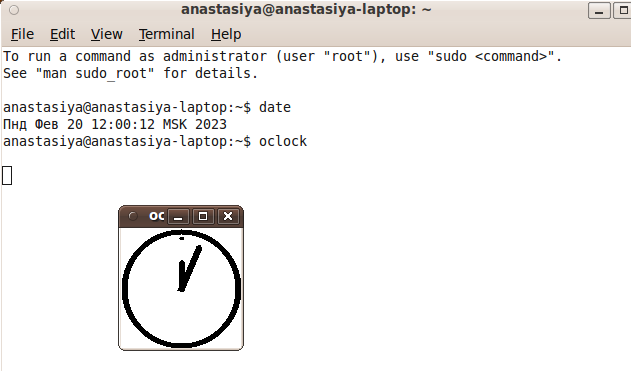 anastasiya@anastasiya-laptop: ~
File Edit View Terminal Help
To run a command as administrator (user "root"), use "sudo <command>".
See "man sudo_root" for details.
anastasiya@anastasiya-laptop:~$ date
Пнд Фев 20 12:00:12 MSK 2023
anastasiya@anastasiya-laptop:~$ oclock
oc